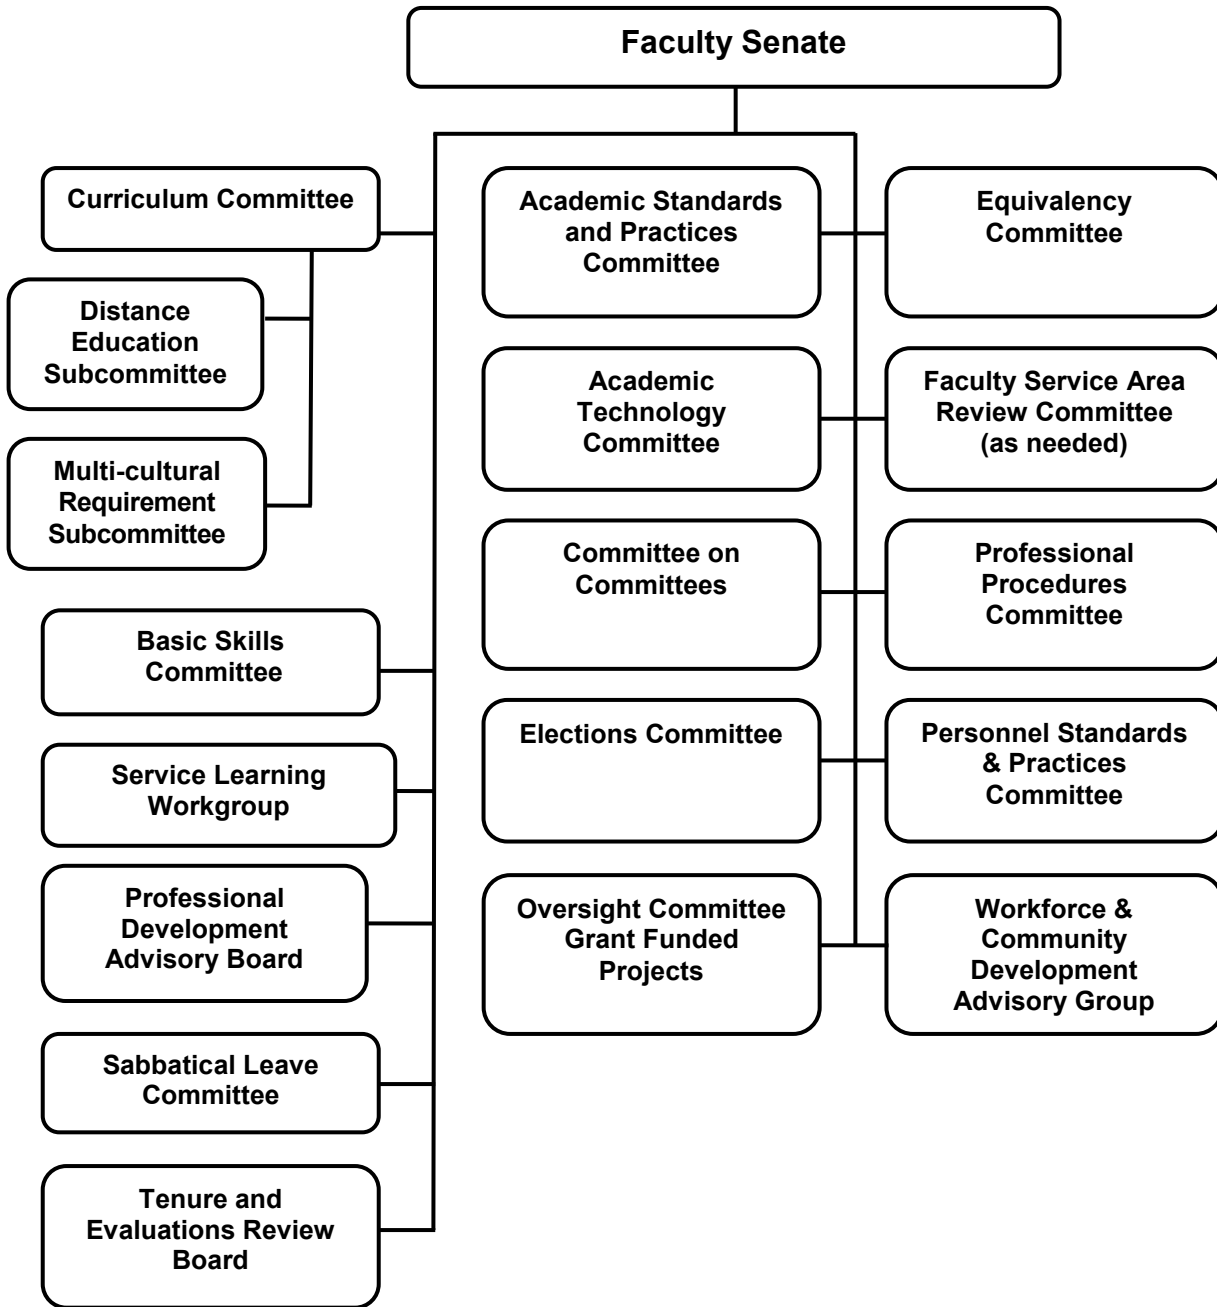 Faculty Senate
Curriculum Committee
Distance
Education
Subcommittee
Multi-cultural
Requirement
Subcommittee
Basic Skills
Committee
Service Learning
Workgroup
Professional
Development
Advisory Board
Sabbatical Leave
Committee
Tenure and
Evaluations Review
Board
Academic Standards
and Practices
Committee
Academic
Technology
Committee
Committee on
Committees
Elections Committee
Oversight Committee
Grant Funded
Projects
Equivalency
Committee
Faculty Service Area
Review Committee
(as needed)
Professional
Procedures
Committee
Personnel Standards
& Practices
Committee
Workforce &
Community
Development
Advisory Group